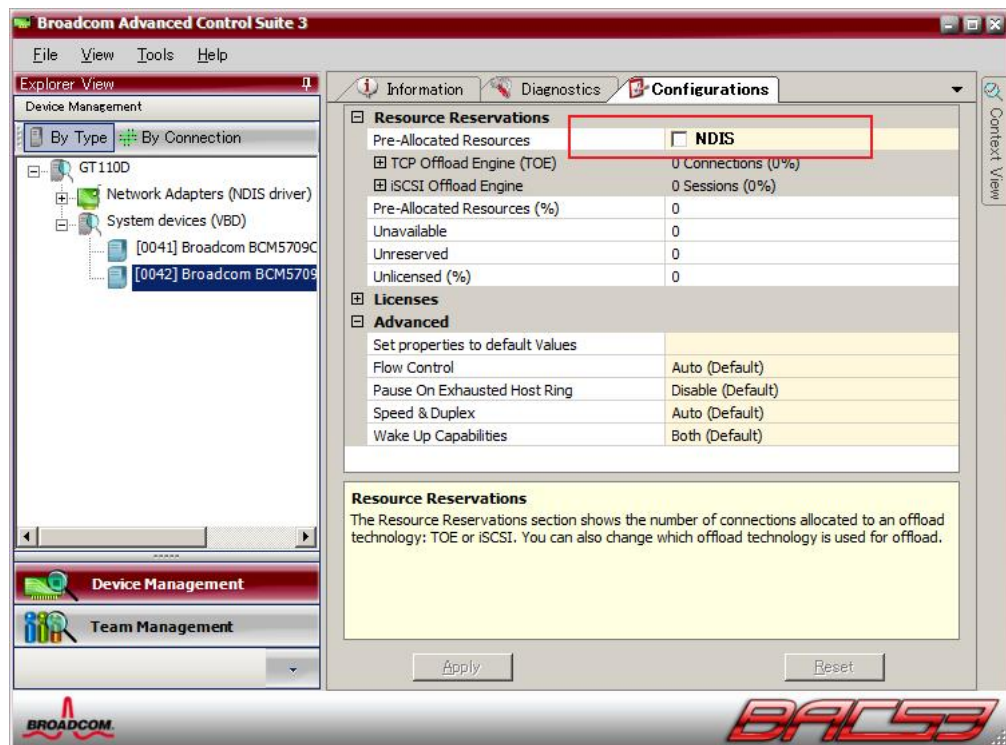 Broadcom Advanced Control Suite 3
File View Tools Help
Explorer View
Device Management
By Type By Connection
GT110D
Network Adapters (NDIS driver)
System devices (VBD)
[0041] Broadcom BCM5709C
[0042] Broadcom BCM5709
Device Management
Team Management
Information Diagnostics Configurations
Resource Reservations
Pre-Allocated Resources NDIS
TCP Offload Engine (TOE) 0 Connections (0%)
iSCSI Offload Engine 0 Sessions (0%)
Pre-Allocated Resources (%) 0
Unavailable 0
Unreserved 0
Unlicensed (%) 0
Licenses
Advanced
Set properties to default Values
Flow Control Auto (Default)
Pause On Exhausted Host Ring Disable (Default)
Speed & Duplex Auto (Default)
Wake Up Capabilities Both (Default)
Resource Reservations
The Resource Reservations section shows the number of connections allocated to an offload
technology: TOE or iSCSI. You can also change which offload technology is used for offload.
Apply Reset
Context View
BROADCOM.
BACS3